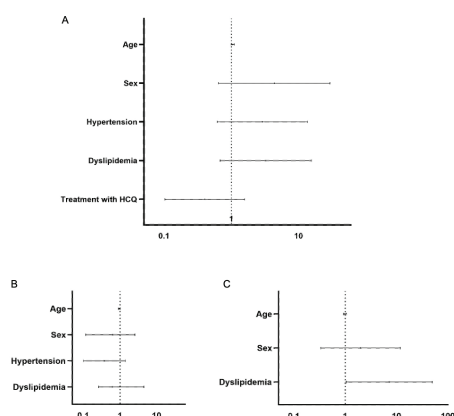 A
Age
Sex
Hypertension
Dyslipidemia
Treatment with HCQ
0.1 1 10
B
Age
Sex
Hypertension
Dyslipidemia
0.1 1 10
C
Age
Sex
Dyslipidemia
0.1 1 10 100